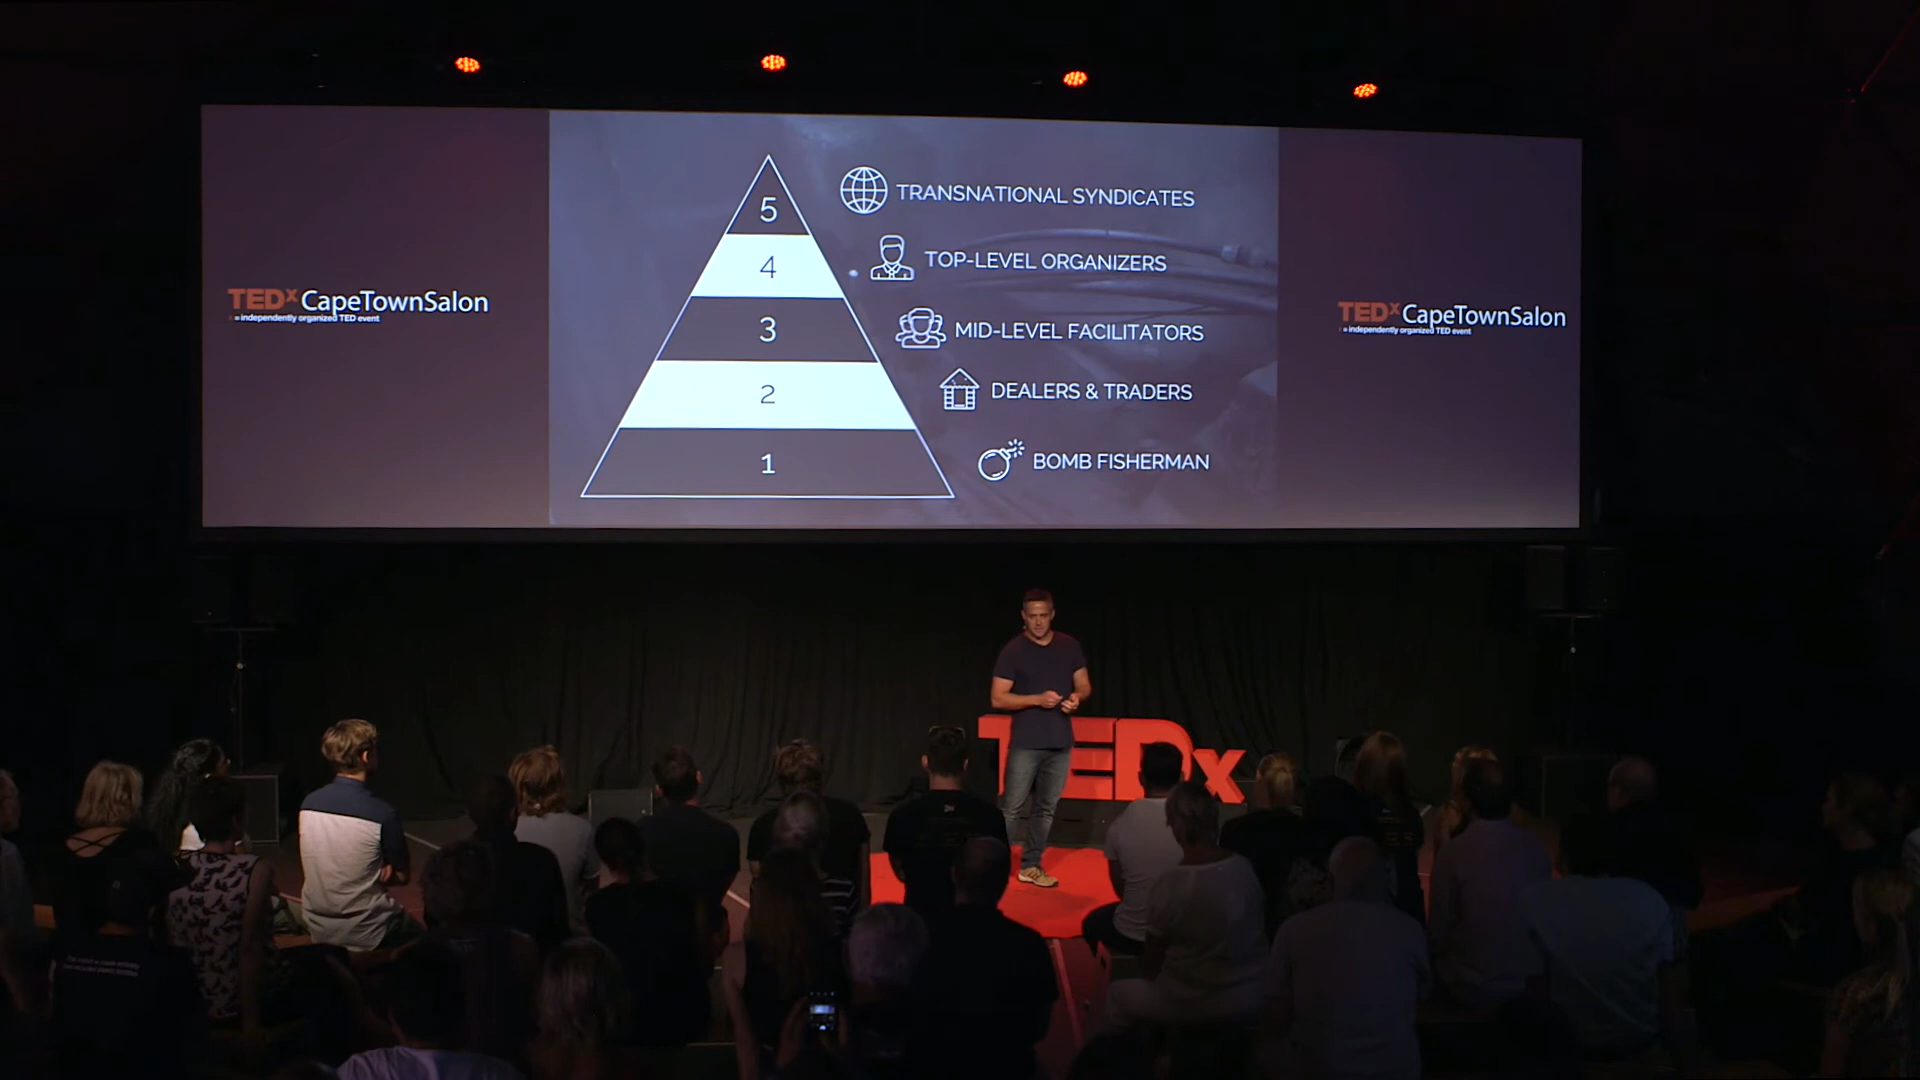 5 TRANSNATIONAL SYNDICATES
4 TOP-LEVEL ORGANIZERS
3 MID-LEVEL FACILITATORS
2 DEALERS & TRADERS
1 BOMB FISHERMAN
TEDx CapeTownSalon
x = independently organized TED event
TEDx CapeTownSalon
x = independently organized TED event
TEDx